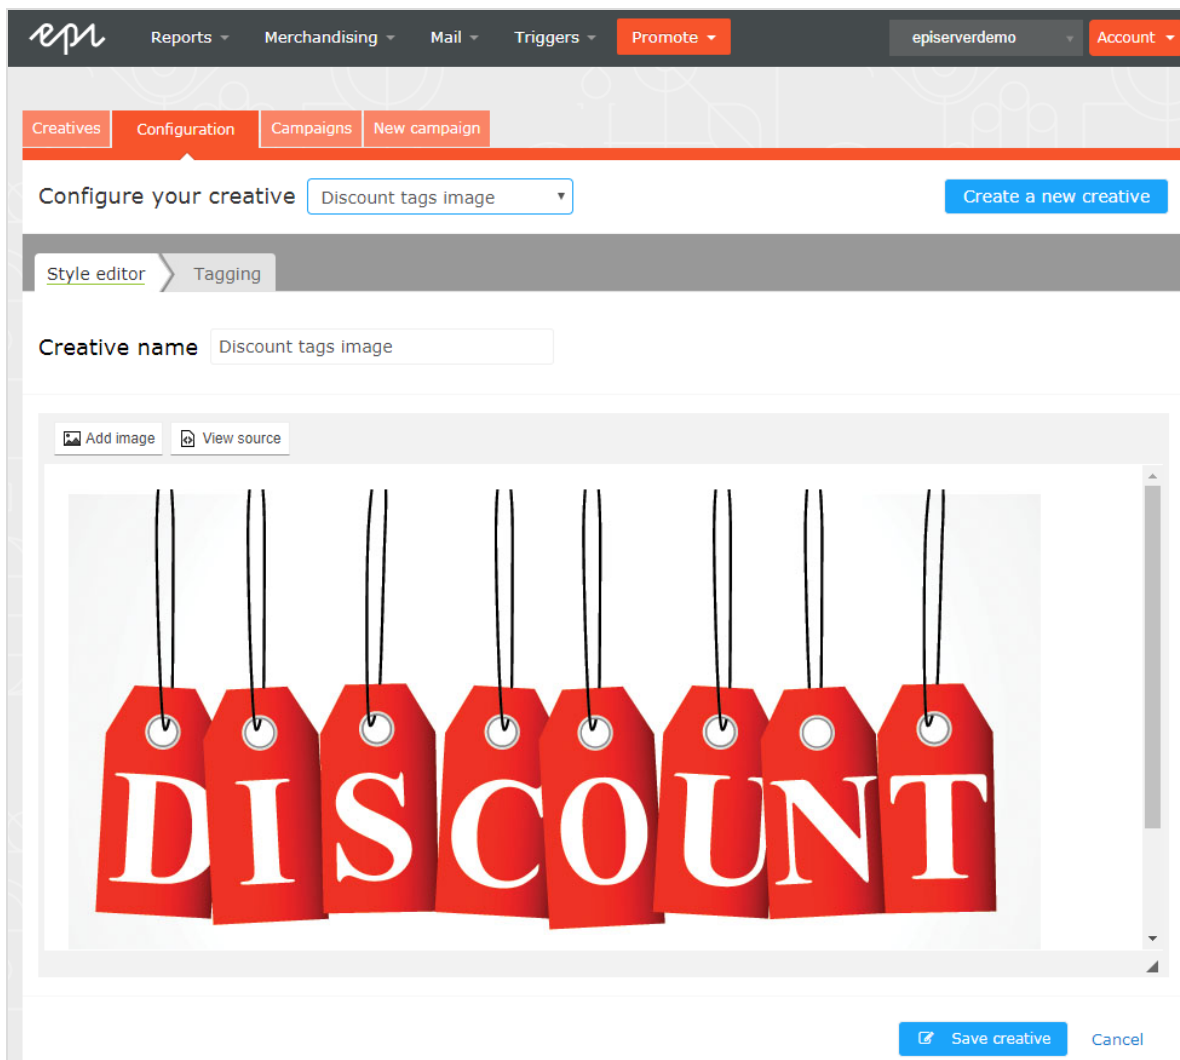 epi Reports Merchandising Mail Triggers Promote episerverdemo Account
Creatives Configuration Campaigns New campaign
Configure your creative Discount tags image Create a new creative
Style editor Tagging
Creative name Discount tags image
Add image View source
DISCOUNT
Save creative Cancel